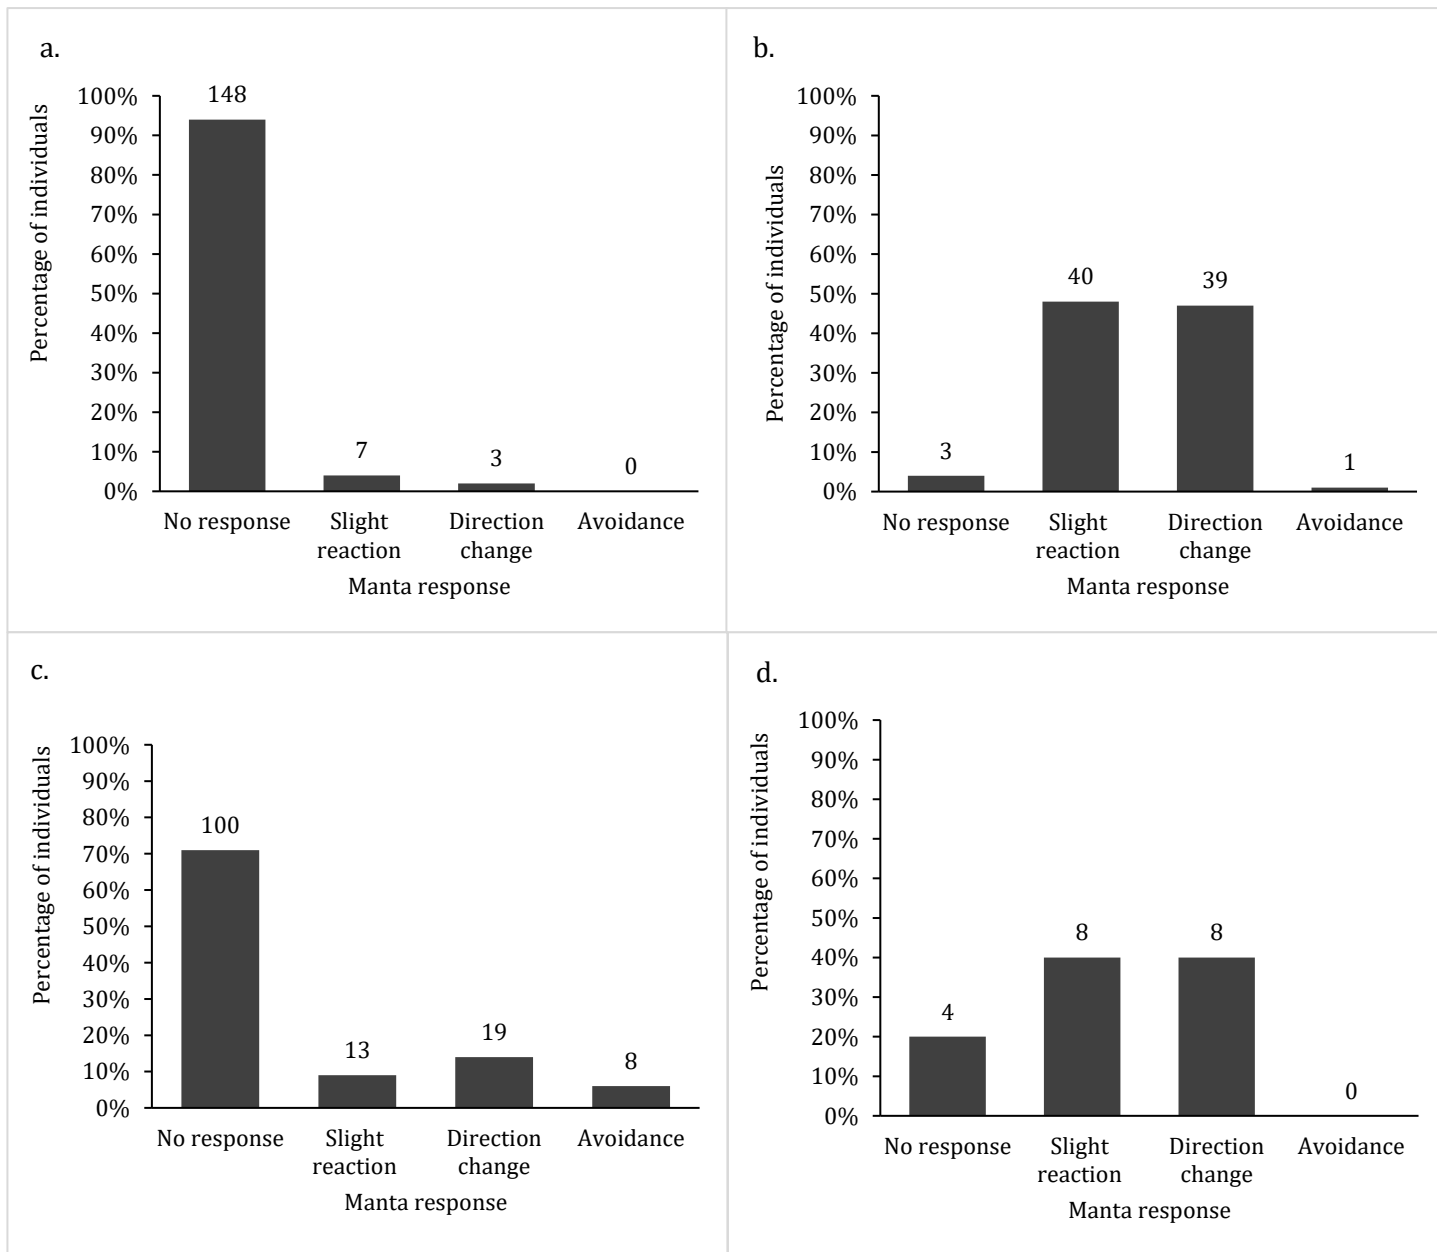 a.
Percentage of individuals
100%
90%
80%
70%
60%
50%
40%
30%
20%
10%
0%
148
7
3
0
No response
Slight
reaction
Direction
change
Avoidance
Manta response
b.
Percentage of individuals
100%
90%
80%
70%
60%
50%
40%
30%
20%
10%
0%
3
40
39
1
No response
Slight
reaction
Direction
change
Avoidance
Manta response
c.
Percentage of individuals
100%
90%
80%
70%
60%
50%
40%
30%
20%
10%
0%
100
13
19
8
No response
Slight
reaction
Direction
change
Avoidance
Manta response
d.
Percentage of individuals
100%
90%
80%
70%
60%
50%
40%
30%
20%
10%
0%
4
8
8
0
No response
Slight
reaction
Direction
change
Avoidance
Manta response